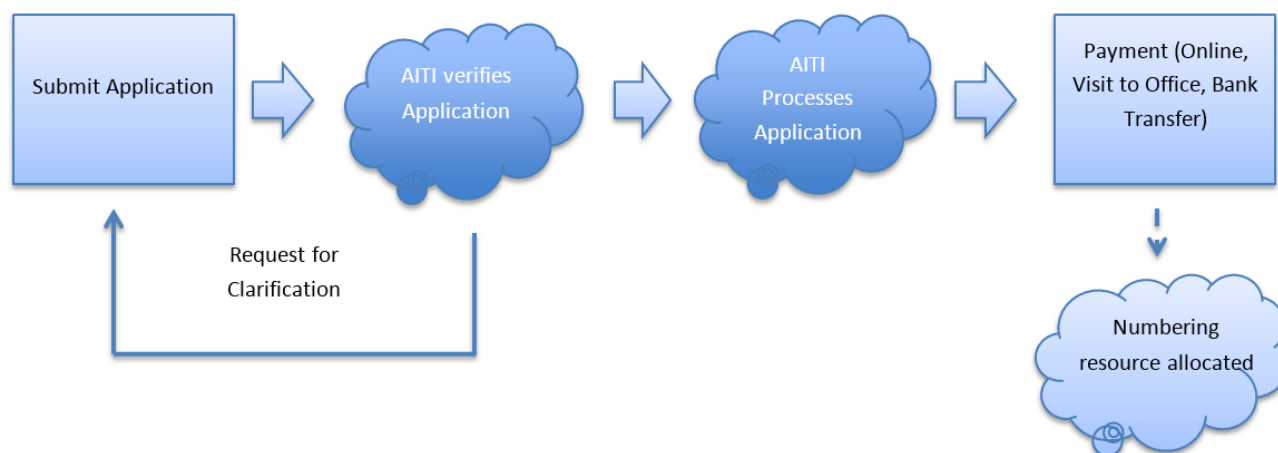 Submit Application
AITI verifies
Application
AITI
Processes
Application
Payment (Online,
Visit to Office, Bank
Transfer)
Request for
Clarification
Numbering
resource allocated